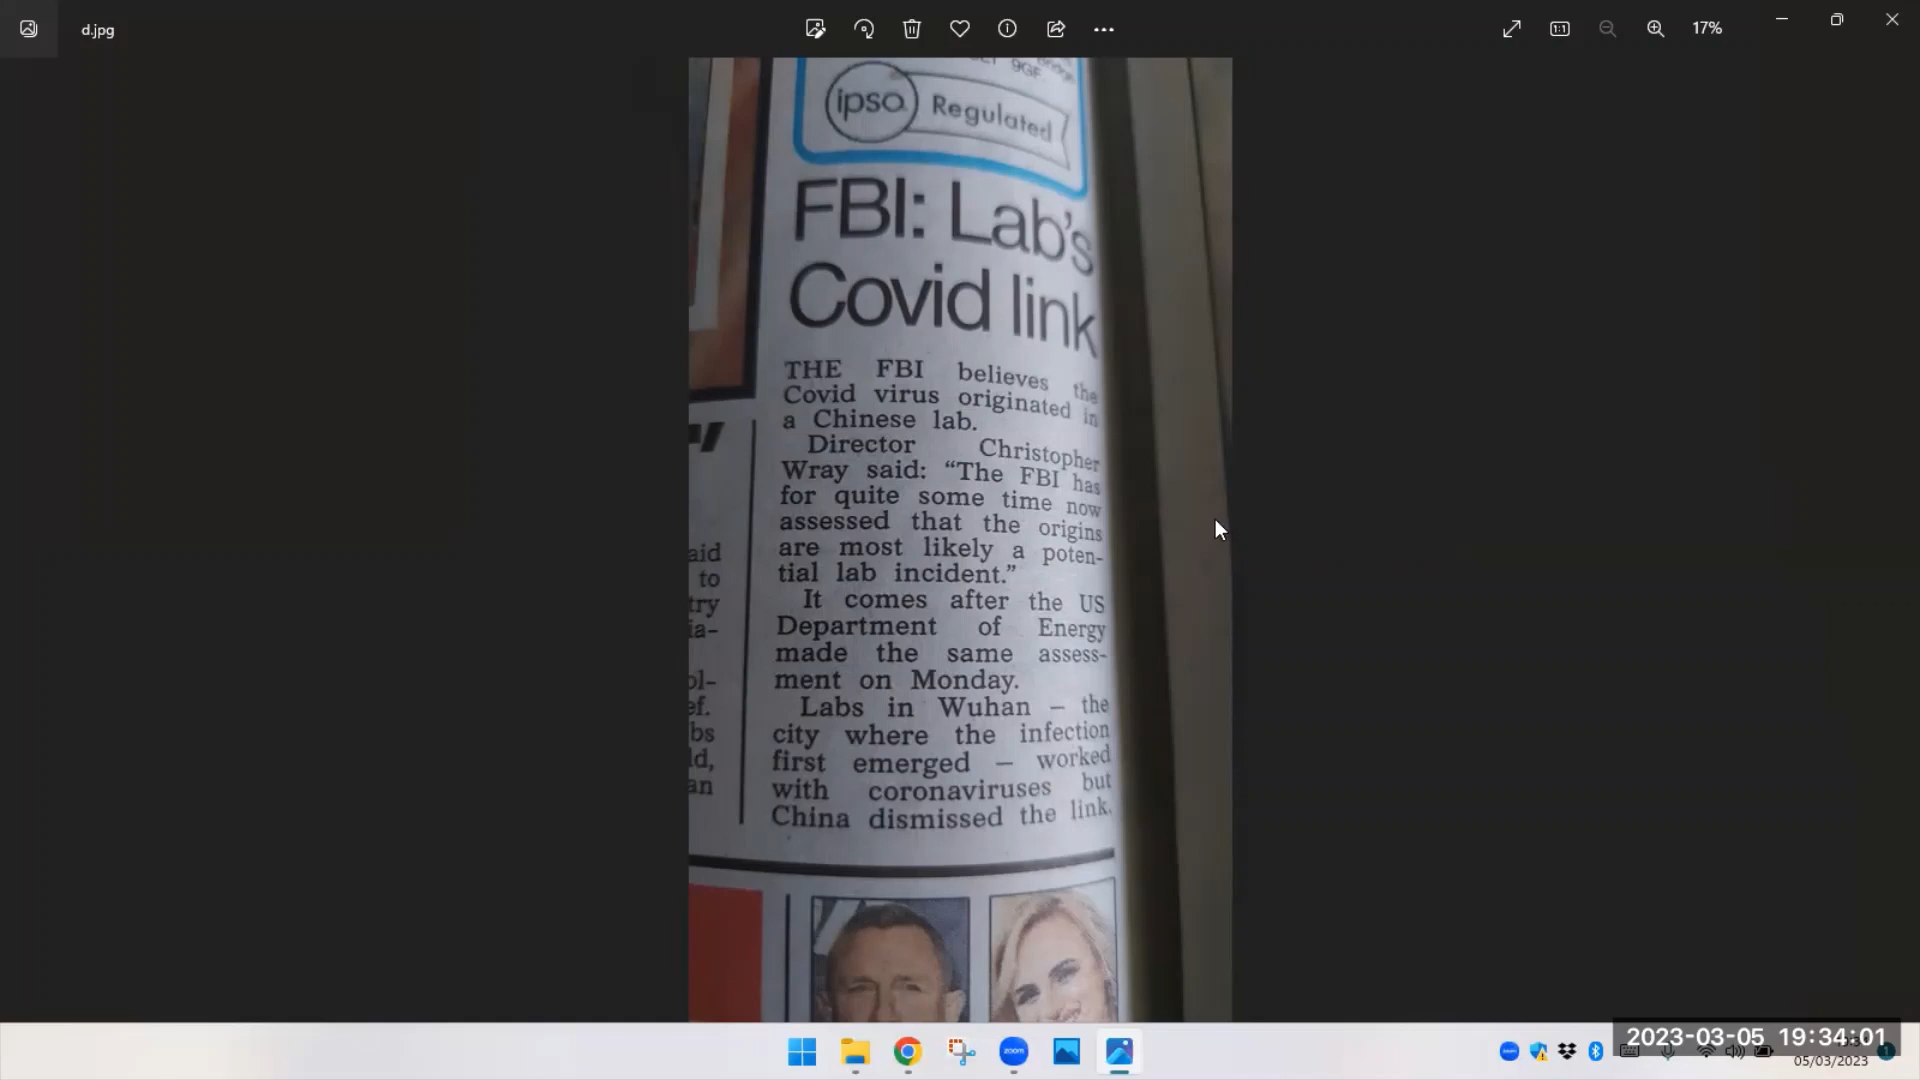 d.jpg
17%
9GF
ipso. Regulated
FBI: Lab's
Covid link
THE FBI believes the
Covid virus originated in
a Chinese lab.
Director Christopher
Wray said: “The FBI has
for quite some time now
assessed that the origins
are most likely a poten-
tial lab incident.”
It comes after the US
Department of Energy
made the same assess-
ment on Monday.
Labs in Wuhan – the
city where the infection
first emerged – worked
with coronaviruses but
China dismissed the link.
aid
to
try
ia-
ol-
ef.
bs
ld,
an
zoom
2023-03-05 19:34:01
05/03/2023
1